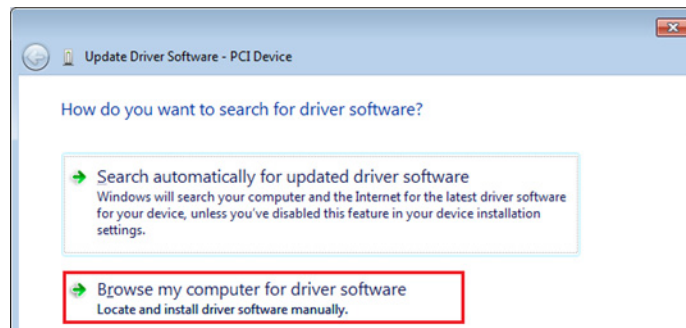 Update Driver Software - PCI Device
How do you want to search for driver software?
Search automatically for updated driver software
Windows will search your computer and the Internet for the latest driver software
for your device, unless you've disabled this feature in your device installation
settings.
Browse my computer for driver software
Locate and install driver software manually.